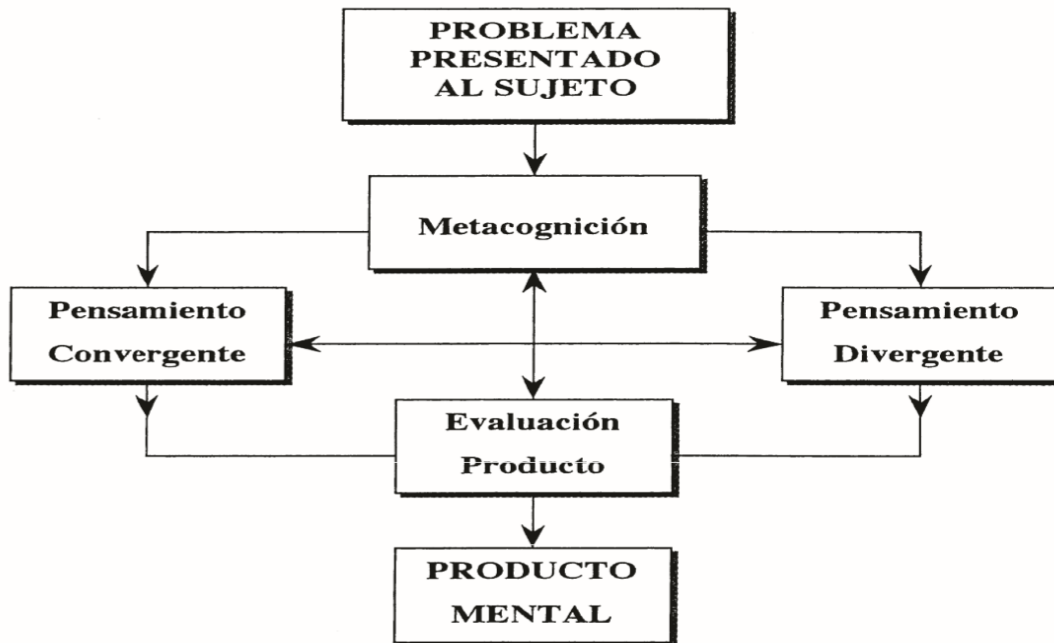 PROBLEMA
PRESENTADO
AL SUJETO
Metacognición
Pensamiento
Convergente
Pensamiento
Divergente
Evaluación
Producto
PRODUCTO
MENTAL